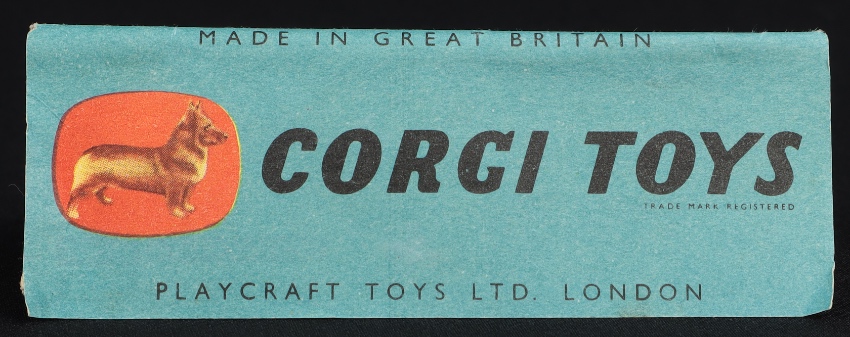 MADE IN GREAT BRITAIN
CORGI TOYS
TRADE MARK REGISTERED
PLAYCRAFT TOYS LTD. LONDON